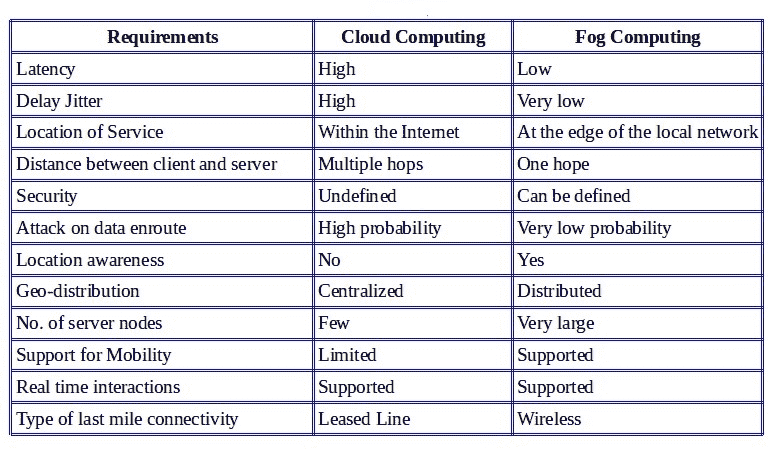 Requirements Cloud Computing Fog Computing
Latency High Low
Delay Jitter High Very low
Location of Service Within the Internet At the edge of the local network
Distance between client and server Multiple hops One hope
Security Undefined Can be defined
Attack on data enroute High probability Very low probability
Location awareness No Yes
Geo-distribution Centralized Distributed
No. of server nodes Few Very large
Support for Mobility Limited Supported
Real time interactions Supported Supported
Type of last mile connectivity Leased Line Wireless